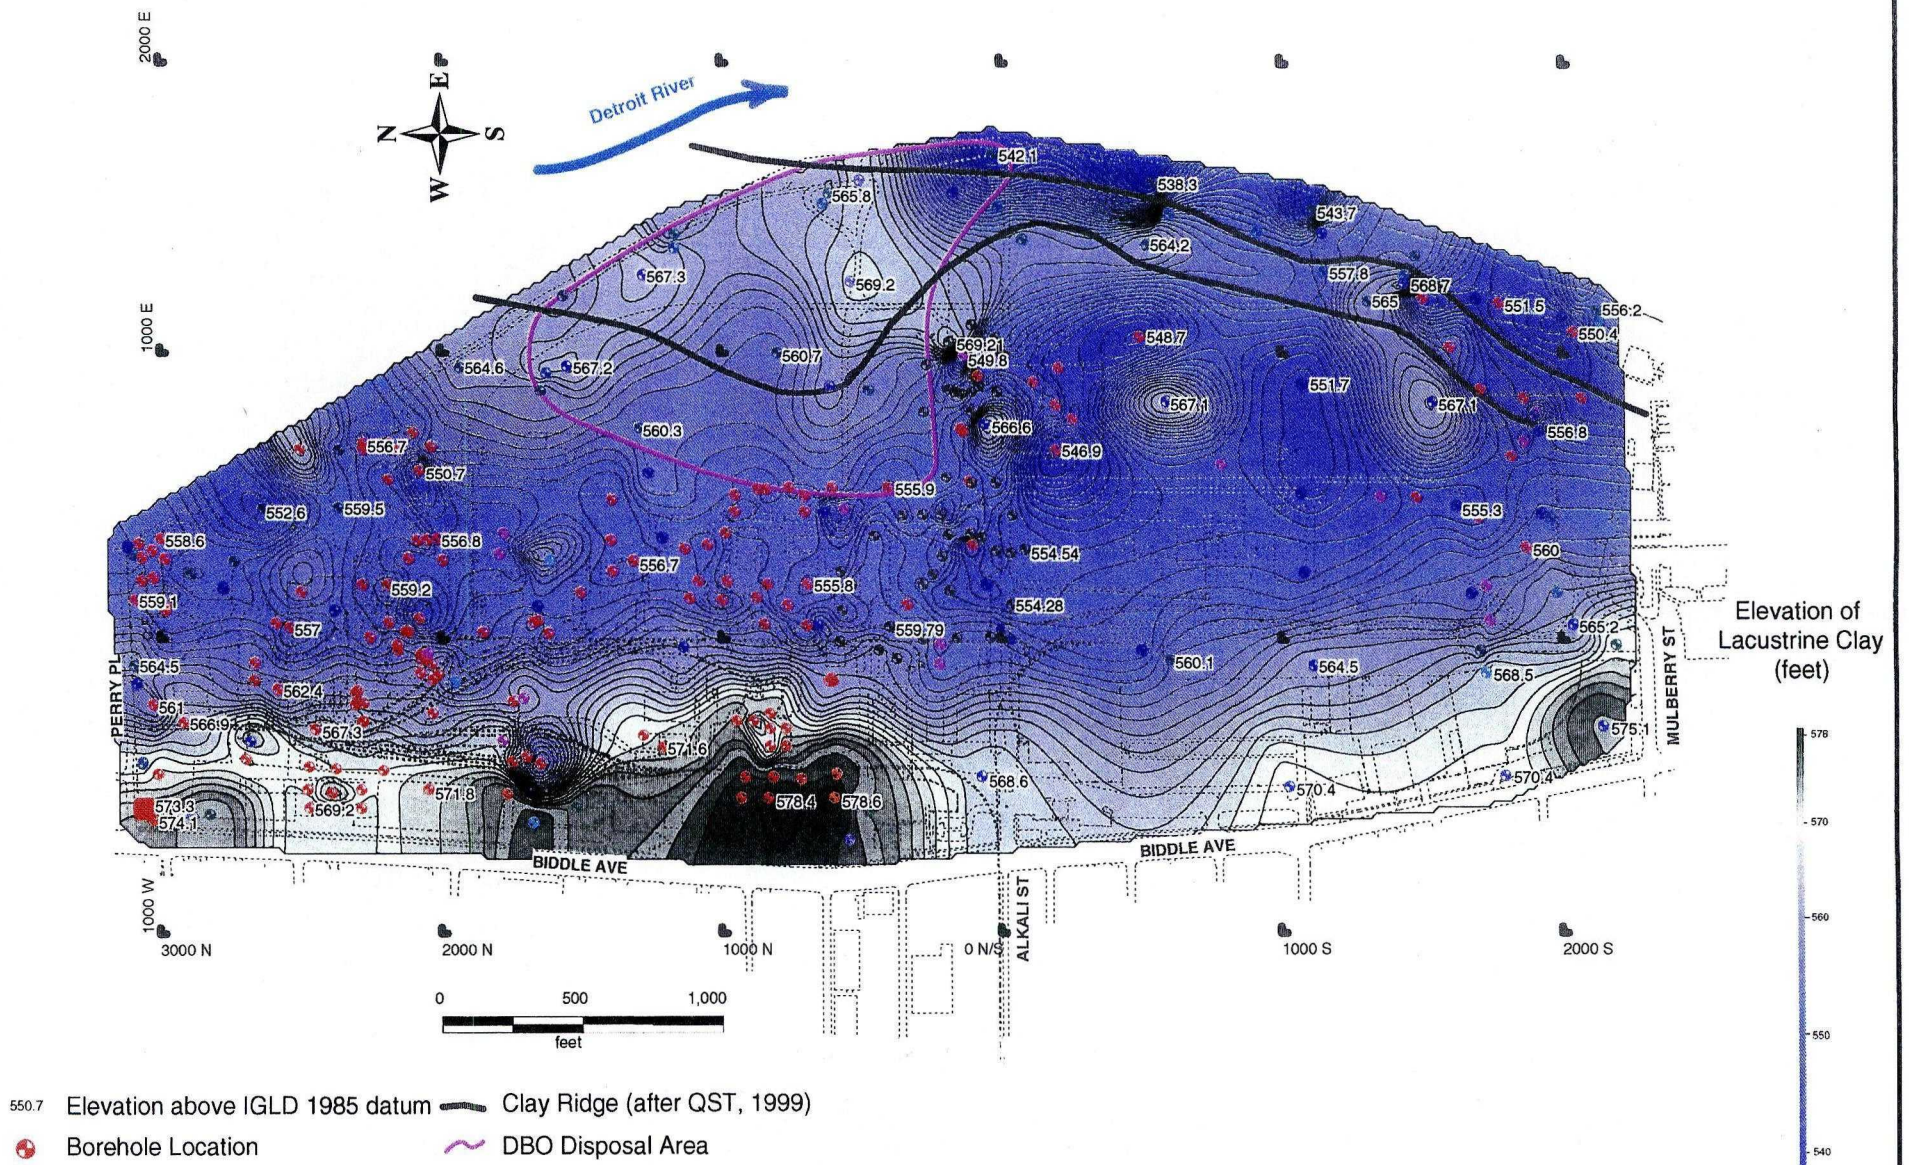 2000 E
E
N
S
W
Detroit River
542.1
538.3
565.8
543.7
564.2
567.3
569.2
557.8
568.7
565
551.5
556.2
550.4
1000 E
569.21
548.7
560.7
549.8
564.6
567.2
551.7
567.1
567.1
566.6
560.3
556.8
556.7
546.9
550.7
555.9
552.6
559.5
555.3
558.6
556.8
554.54
560
556.7
559.2
555.8
559.1
554.28
557
559.79
565.2
Elevation of
Lacustrine Clay
(feet)
564.5
560.1
564.5
568.5
PERRY PL
MULBERRY ST
562.4
561
566.9
567.3
575.1
571.6
578
568.6
570.4
570.4
571.8
573.3
569.2
578.4
578.6
574.1
570
BIDDLE AVE
BIDDLE AVE
1000 W
ALKALI ST
560
3000 N
2000 N
1000 N
0 N/S
1000 S
2000 S
0
500
1,000
feet
550
550.7 Elevation above IGLD 1985 datum
Clay Ridge (after QST, 1999)
Borehole Location
DBO Disposal Area
540